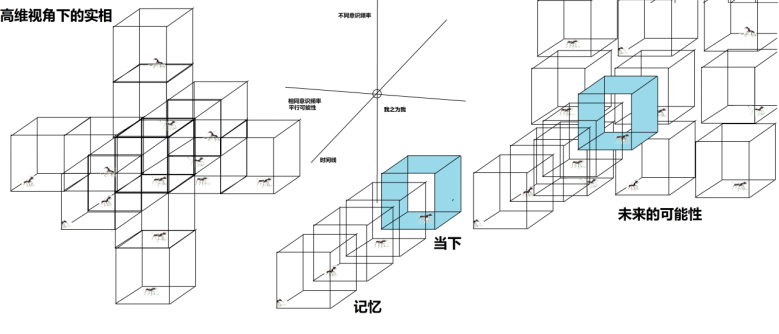 高维视角下的实相
不同意识频率
相同意识频率
平行可能性
我之为我
时间线
当下
记忆
未来的可能性